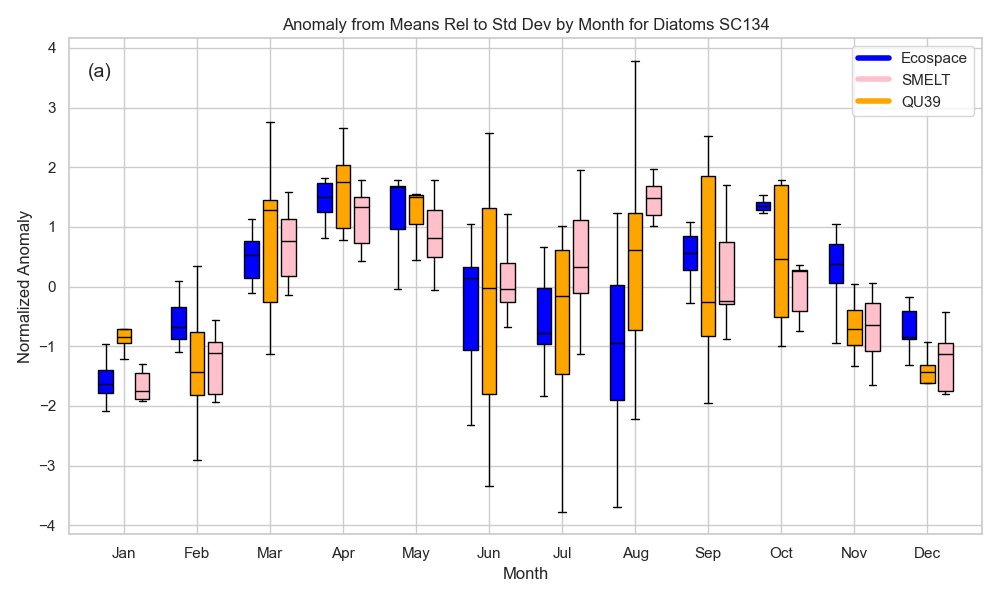 Anomaly from Means Rel to Std Dev by Month for Diatoms SC134
(a)
Ecospace
SMELT
QU39
4
3
2
1
0
−1
−2
−3
−4
Normalized Anomaly
Jan Feb Mar Apr May Jun Jul Aug Sep Oct Nov Dec
Month